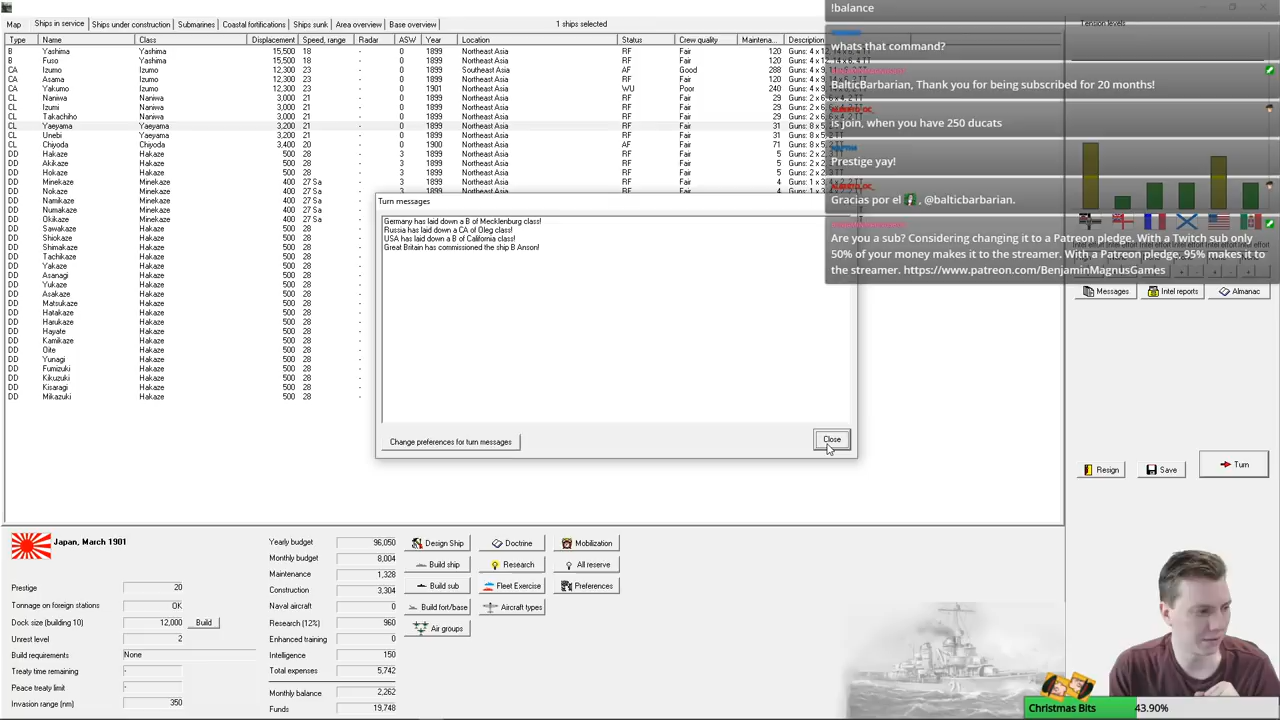 Map Ships in service Ships under construction Submarines Coastal fortifications Ships sunk Area overview Base overview 1 ships selected
Type Name Class Displacement Speed, range Radar ASW Year Location Status Crew quality Maintena... Description
B Yashima Yashima 15,500 18 - 0 1899 Northeast Asia RF Fair 120
B Fuso Yashima 15,500 18 - 0 1899 Northeast Asia RF Fair 120
CA Izumo Izumo 12,300 23 - 0 1899 Southeast Asia AF Good 288
CA Asama Izumo 12,300 23 - 0 1899 Northeast Asia RF Fair
CA Yakumo Izumo 12,300 23 - 0 1901 Northeast Asia WU Poor 240
CL Naniwa Naniwa 3,000 21 - 0 1899 Northeast Asia RF Fair 29
CL Izumi Naniwa 3,000 21 - 0 1899 Northeast Asia RF Fair 29
CL Takachiho Naniwa 3,000 21 - 0 1899 Northeast Asia RF Fair 29
CL Yaeyama Yaeyama 3,200 21 - 0 1899 Northeast Asia RF Fair 31
CL Unebi Yaeyama 3,200 21 - 0 1899 Northeast Asia RF Fair 31
CL Chiyoda Chiyoda 3,400 20 - 0 1900 Northeast Asia AF Fair 71
DD Hakaze Hakaze 500 28 - 3 1899 Northeast Asia RF Fair 5
DD Akikaze Hakaze 500 28 - 3 1899 Northeast Asia RF Fair 5
DD Hokaze Hakaze 500 28 - 3 1899 Northeast Asia RF Fair 5
DD Minekaze Minekaze 400 27 Sa - 3 1899 Northeast Asia RF Fair 4
DD Nokaze Minekaze 400 27 Sa
DD Namikaze Minekaze 400 27 Sa
DD Numakaze Minekaze 400 27 Sa
DD Okikaze Minekaze 400 27 Sa
DD Sawakaze Hakaze 500 28 -
DD Shiokaze Hakaze 500 28 -
DD Shimakaze Hakaze 500 28 -
DD Tachikaze Hakaze 500 28 -
DD Yakaze Hakaze 500 28 -
DD Asanagi Hakaze 500 28 -
DD Yukaze Hakaze 500 28 -
DD Asakaze Hakaze 500 28 -
DD Matsukaze Hakaze 500 28 -
DD Hatakaze Hakaze 500 28 -
DD Harukaze Hakaze 500 28 -
DD Hayate Hakaze 500 28 -
DD Kamikaze Hakaze 500 28 -
DD Oite Hakaze 500 28 -
DD Yunagi Hakaze 500 28 -
DD Fumizuki Hakaze 500 28 -
DD Kikuzuki Hakaze 500 28 -
DD Kisaragi Hakaze 500 28 -
DD Mikazuki Hakaze 500 28 -
Turn messages
Germany has laid down a B of Mecklenburg class!
Russia has laid down a CA of Oleg class!
USA has laid down a B of California class!
Great Britain has commissioned the ship B Anson!
Change preferences for turn messages Close
!balance
whats that command?
BalticBarbarian, Thank you for being subscribed for 20 months!
is join, when you have 250 ducats
Prestige yay!
Gracias por el , @balticbarbarian.
Are you a sub? Considering changing it to a Patreon pledge. With a Twitch sub only
50% of your money makes it to the streamer. With a Patreon pledge, 95% makes it to
the streamer. https://www.patreon.com/BenjaminMagnusGames
Messages Intel reports Almanac
Resign Save Turn
Japan, March 1901
Prestige 20
Tonnage on foreign stations OK
Dock size (building 10) 12,000 Build
Unrest level 2
Build requirements None
Treaty time remaining -
Peace treaty limit -
Invasion range (nm) 350
Yearly budget 96,050
Monthly budget 8,004
Maintenance 1,328
Construction 3,304
Naval aircraft 0
Research (12%) 960
Enhanced training 0
Intelligence 150
Total expenses 5,742
Monthly balance 2,262
Funds 19,748
Design Ship Doctrine Mobilization
Build ship Research All reserve
Build sub Fleet Exercise Preferences
Build fort/base Aircraft types
Air groups
Christmas Bits 43.90%